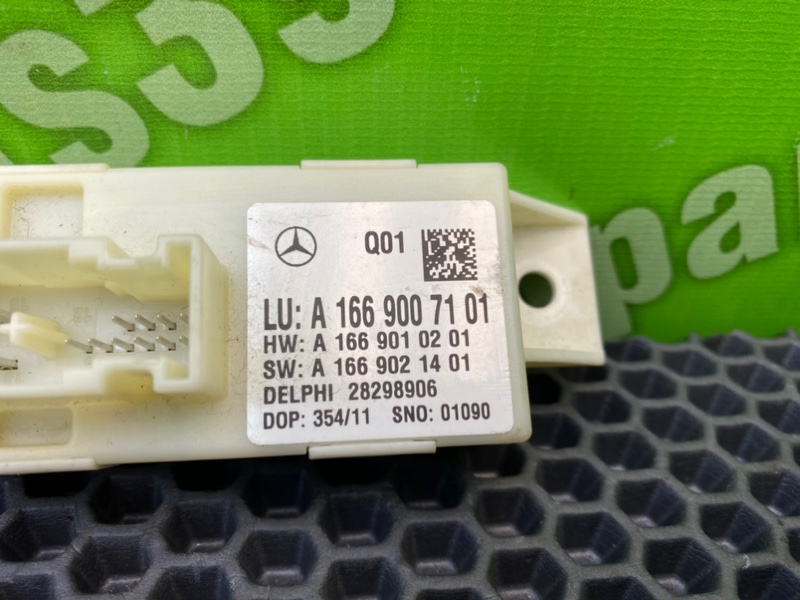 Q01
LU: A 166 900 71 01
HW: A 166 901 02 01
SW: A 166 902 14 01
DELPHI 28298906
DOP: 354/11 SNO: 01090